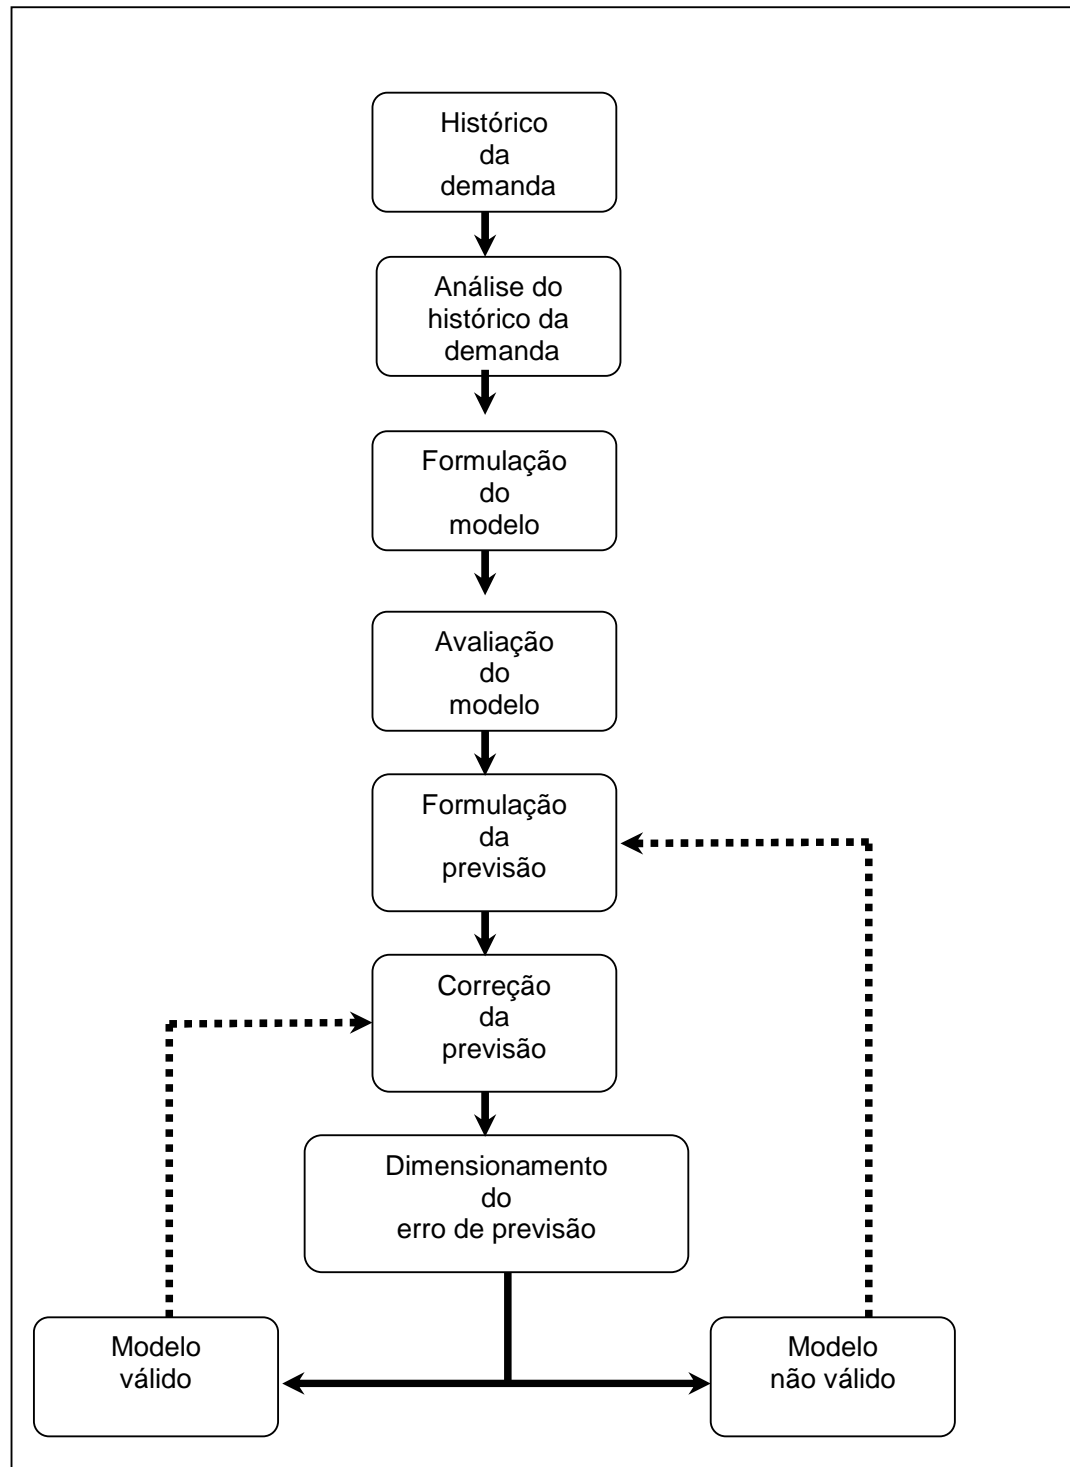 Histórico
da
demanda
Análise do
histórico da
demanda
Formulação
do
modelo
Avaliação
do
modelo
Formulação
da
previsão
Correção
da
previsão
Dimensionamento
do
erro de previsão
Modelo
válido
Modelo
não válido